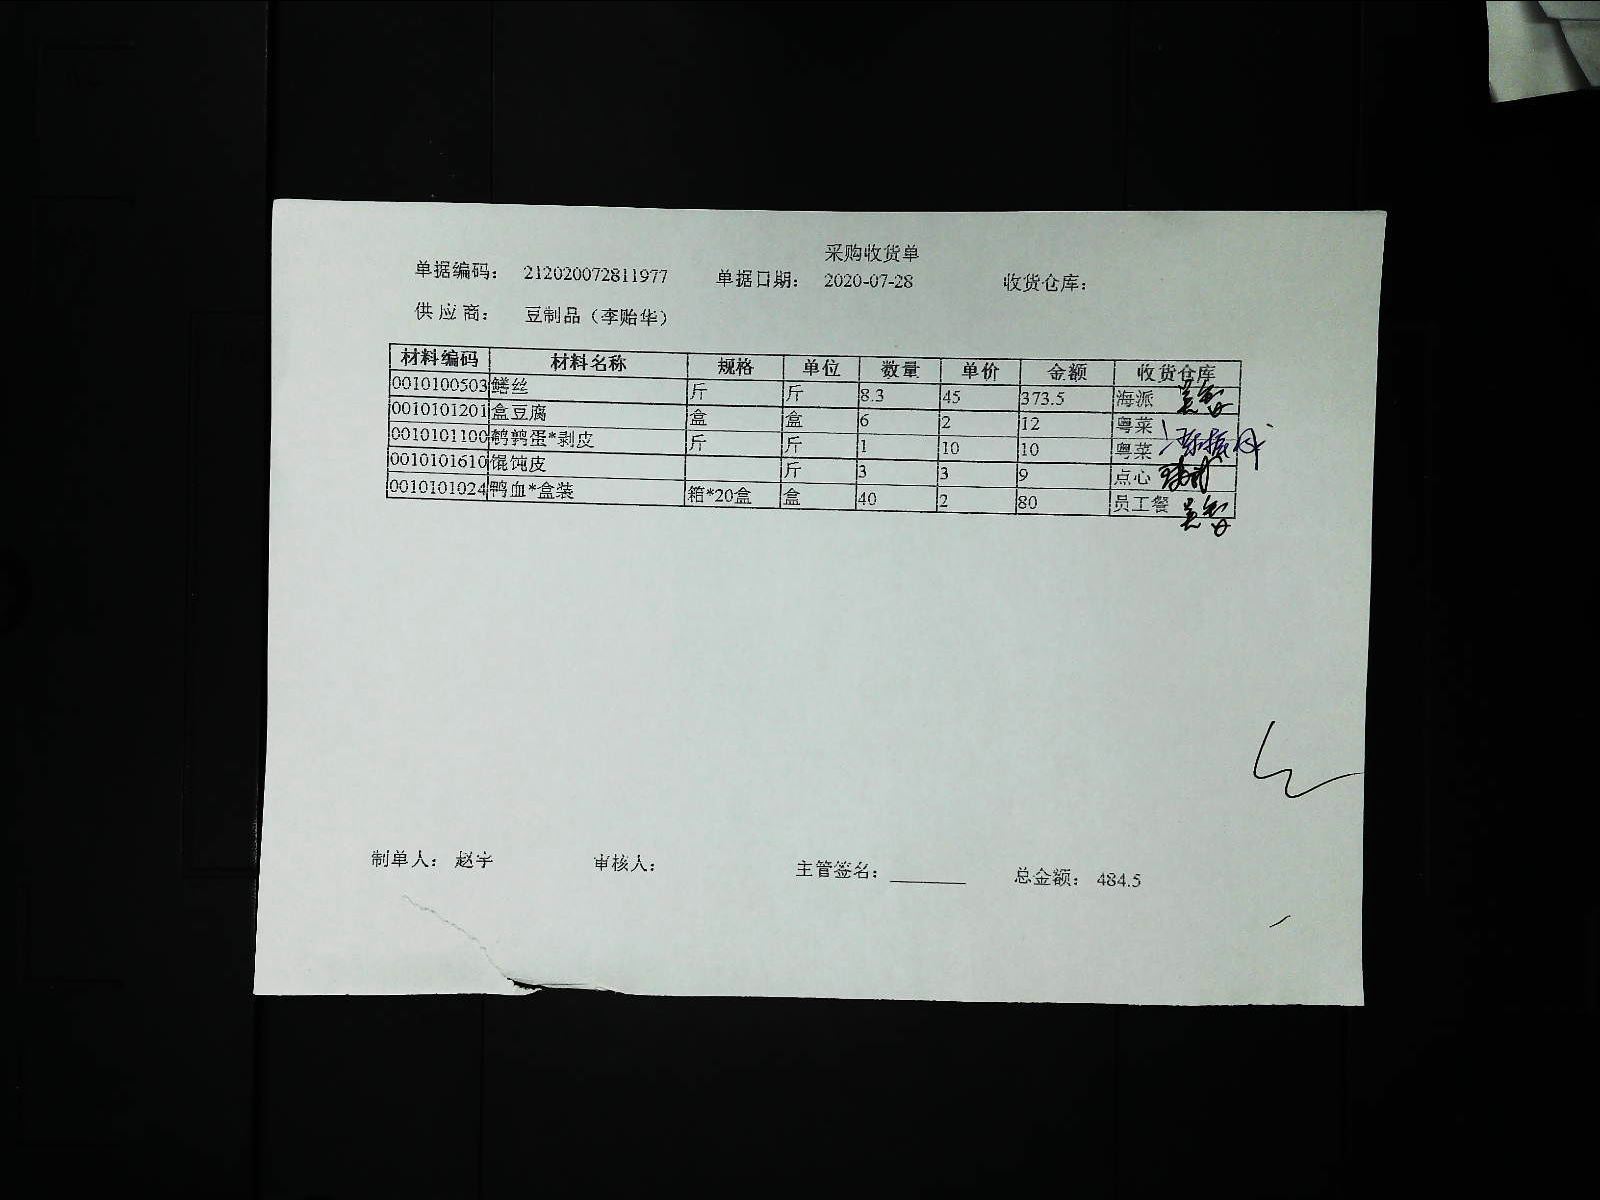 采购收货单
单据编码： 212020072811977 单据日期： 2020-07-28 收货仓库：
供 应 商： 豆制品（李贻华）
材料编码 材料名称 规格 单位 数量 单价 金额 收货仓库
0010100503 鳝丝 斤 斤 8.3 45 373.5 海派
0010101201 盒豆腐 盒 盒 6 2 12 粤菜
0010101100 鹌鹑蛋*剥皮 斤 斤 1 10 10 粤菜
0010101610 馄饨皮 斤 3 3 9 点心
0010101024 鸭血*盒装 箱*20盒 盒 40 2 80 员工餐
制单人： 赵宇 审核人： 主管签名： 总金额： 484.5